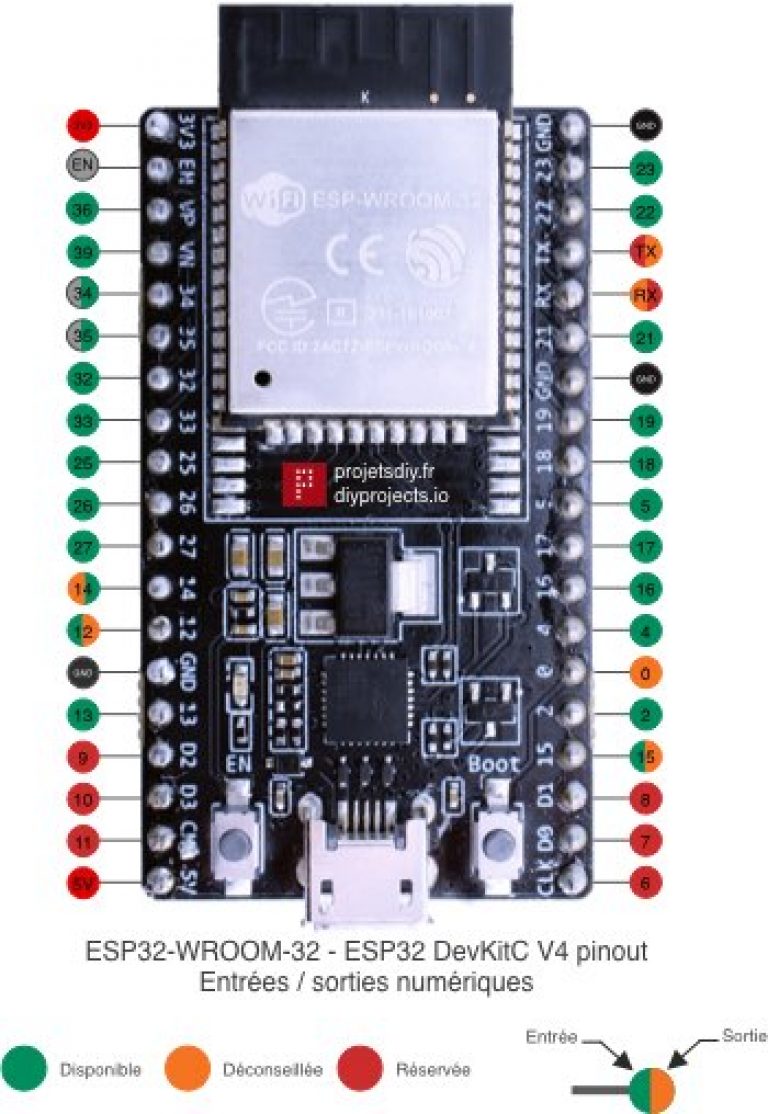 K
3V3 3V3 GND GND
EN EN 23 23
36 VP 22 22
39 VN TX TX
34 34 RX RX
35 35 21 21
32 32 GND GND
33 33 19 19
25 25 18 18
26 26 5 5
27 27 17 17
14 14 16 16
12 12 4 4
GND GND 0 0
13 13 2 2
9 D2 15 15
10 D3 D1 8
11 CMD D0 7
5V 5V CLK 6
WiFi ESP-WROOM-32
CE
R
projetsdiy.fr
diyprojects.io
EN
Boot
ESP32-WROOM-32 - ESP32 DevKitC V4 pinout
Entrées / sorties numériques
Disponible
Déconseillée
Réservée
Entrée
Sortie